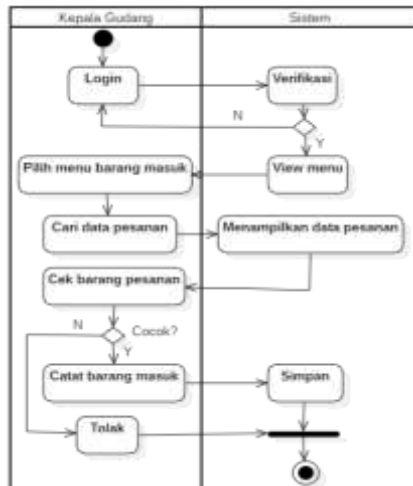 Kepala Gudang
Sistem
Login
Verifikasi
N
Y
Pilih menu barang masuk
View menu
Cari data pesanan
Menampilkan data pesanan
Cek barang pesanan
N
Cocok?
Y
Catat barang masuk
Simpan
Tolak